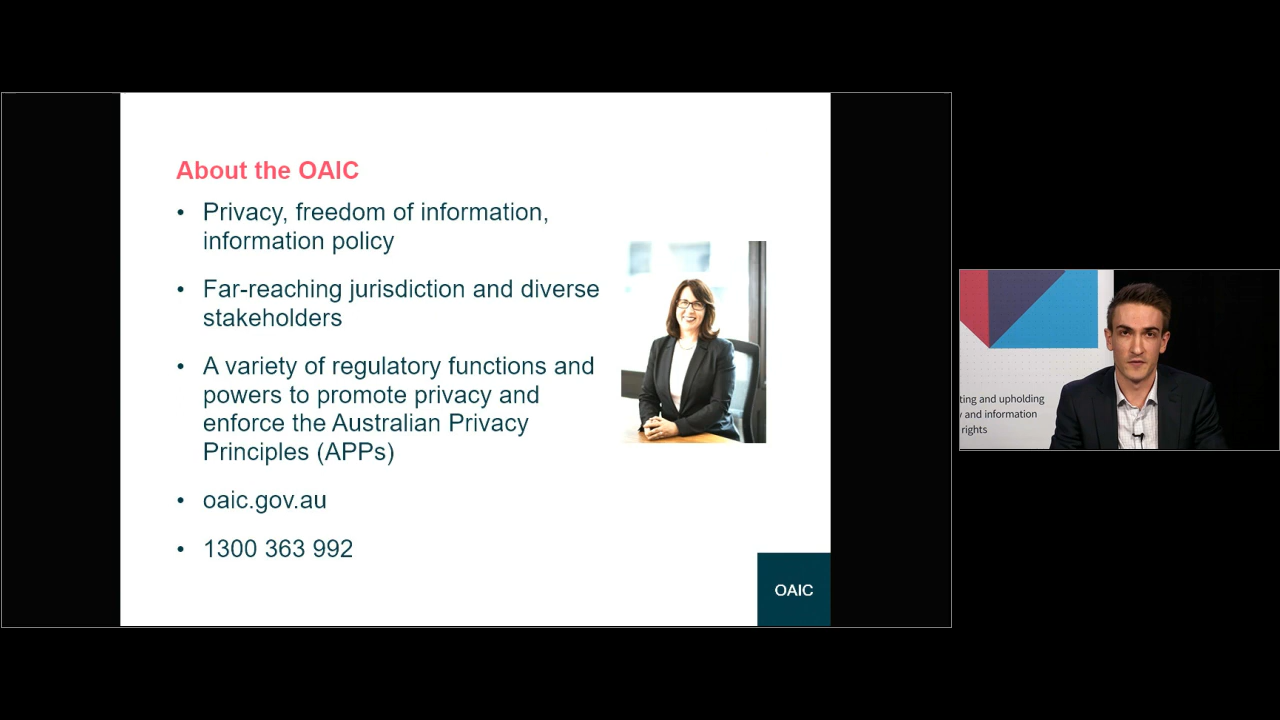 About the OAIC
• Privacy, freedom of information,
information policy
• Far-reaching jurisdiction and diverse
stakeholders
• A variety of regulatory functions and
powers to promote privacy and
enforce the Australian Privacy
Principles (APPs)
• oaic.gov.au
• 1300 363 992
OAIC
ting and upholding
y and information
rights